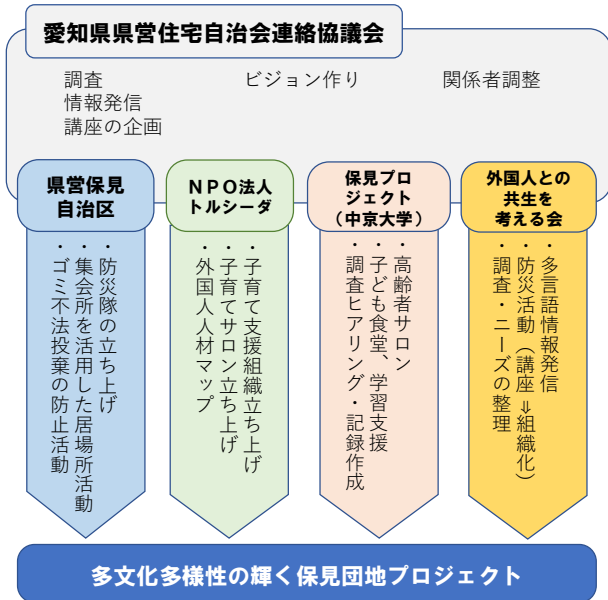 愛知県県営住宅自治会連絡協議会
調査
情報発信
講座の企画
ビジョン作り
関係者調整
県営保見
自治区
・防災隊の立ち上げ
・集会所を活用した居場所活動
・ゴミ不法投棄の防止活動
ＮＰＯ法人
トルシーダ
・子育て支援組織立ち上げ
・子育てサロン立ち上げ
・外国人人材マップ
保見プロ
ジェクト
（中京大学）
・高齢者サロン
・子ども食堂、学習支援
・調査ヒアリング・記録作成
外国人との
共生を
考える会
・多言語情報発信
・防災活動（講座⇒組織化）
・調査・ニーズの整理
多文化多様性の輝く保見団地プロジェクト